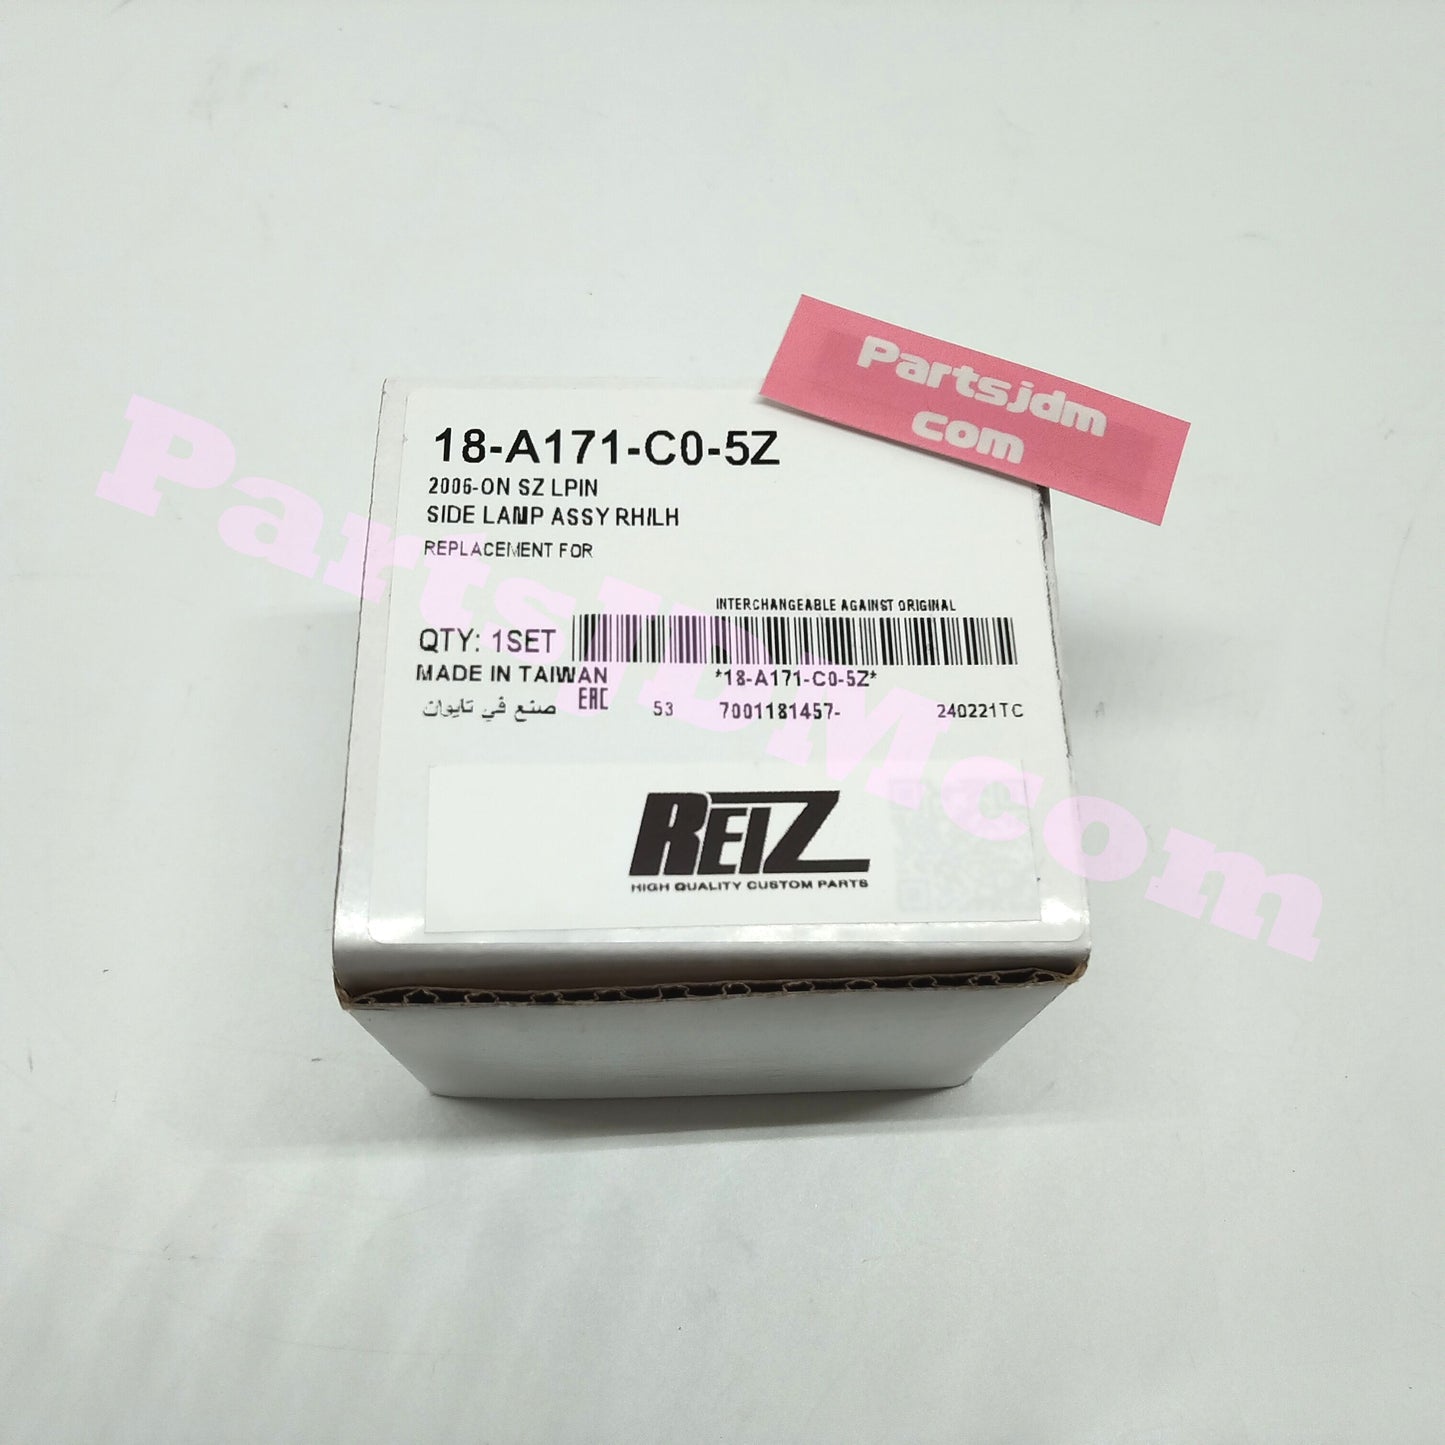 Partsjdm
com
18-A171-C0-5Z
2006-ON SZ LPIN
SIDE LAMP ASSY RH/LH
REPLACEMENT FOR
INTERCHANGEABLE AGAINST ORIGINAL
QTY: 1SET
MADE IN TAIWAN
*18-A171-C0-5Z*
صنع في تايوان
EAC
53
7001181457-
240221TC
REIZ
HIGH QUALITY CUSTOM PARTS
PartsJDMcom